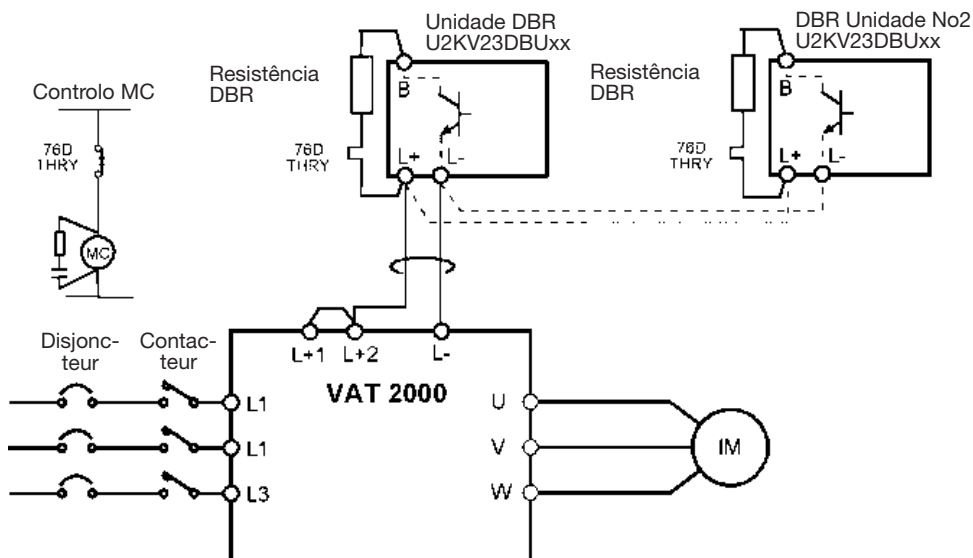 Unidade DBR
U2KV23DBUxx
DBR Unidade No2
U2KV23DBUxx
Resistência
DBR
Resistência
DBR
Controlo MC
B
B
76D
THRY
76D
THRY
76D
THRY
L+
L-
L+
L-
MC
Disjonc-
teur
Contac-
teur
L+1
L+2
L-
VAT 2000
L1
U
L1
V
IM
L3
W